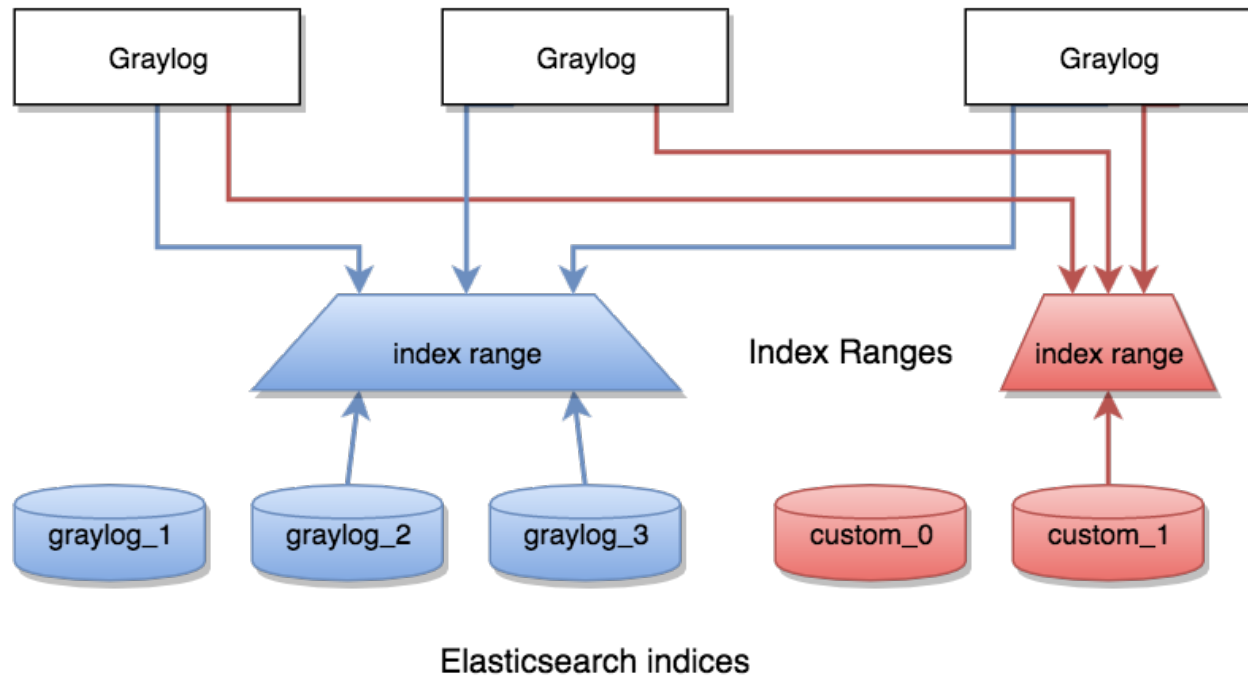 Graylog
Graylog
Graylog
index range
Index Ranges
index range
graylog_1
graylog_2
graylog_3
custom_0
custom_1
Elasticsearch indices